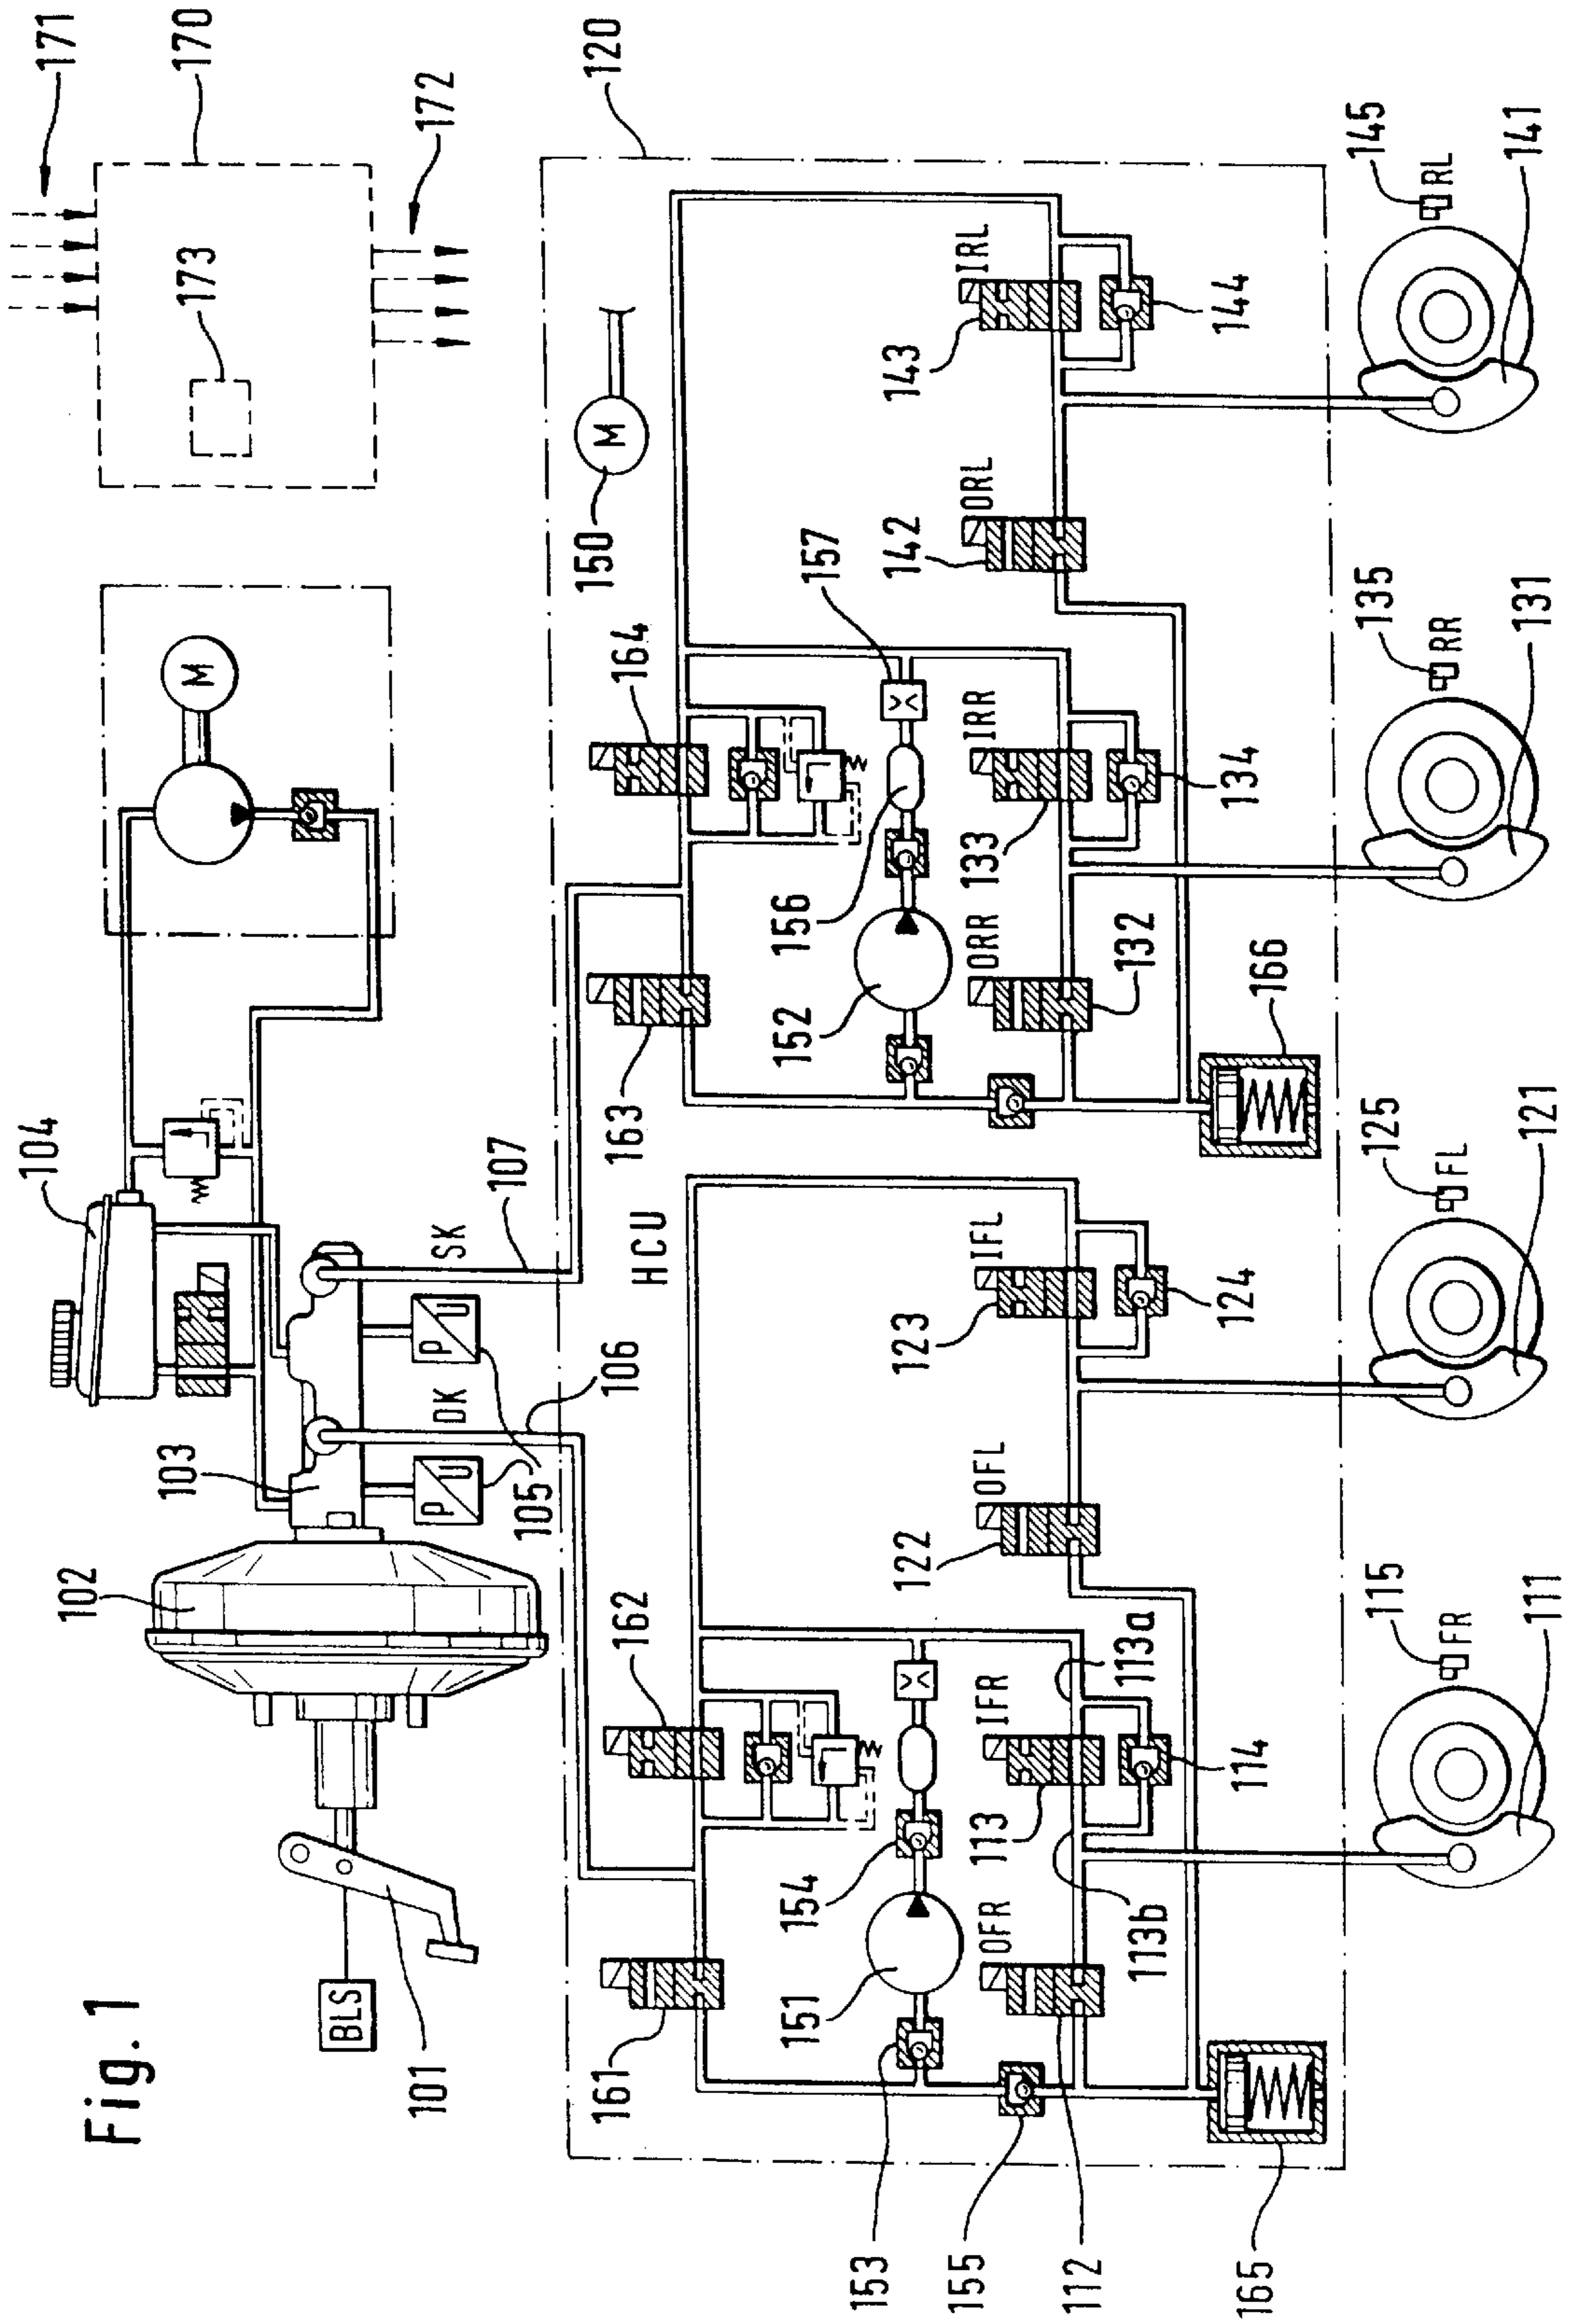 Fig. 1
171
170
173
172
120
104
103
102
BLS
101
M
P
U
DK
P
U
SK
105
106
107
HCU
M
150
161
162
163
164
151
152
153
154
155
156
157
OFR
IFR
OFL
IFL
ORR
IRR
ORL
IRL
112
113
113a
113b
114
122
123
124
132
133
134
142
143
144
165
166
115
FR
111
125
FL
121
135
RR
131
145
RL
141